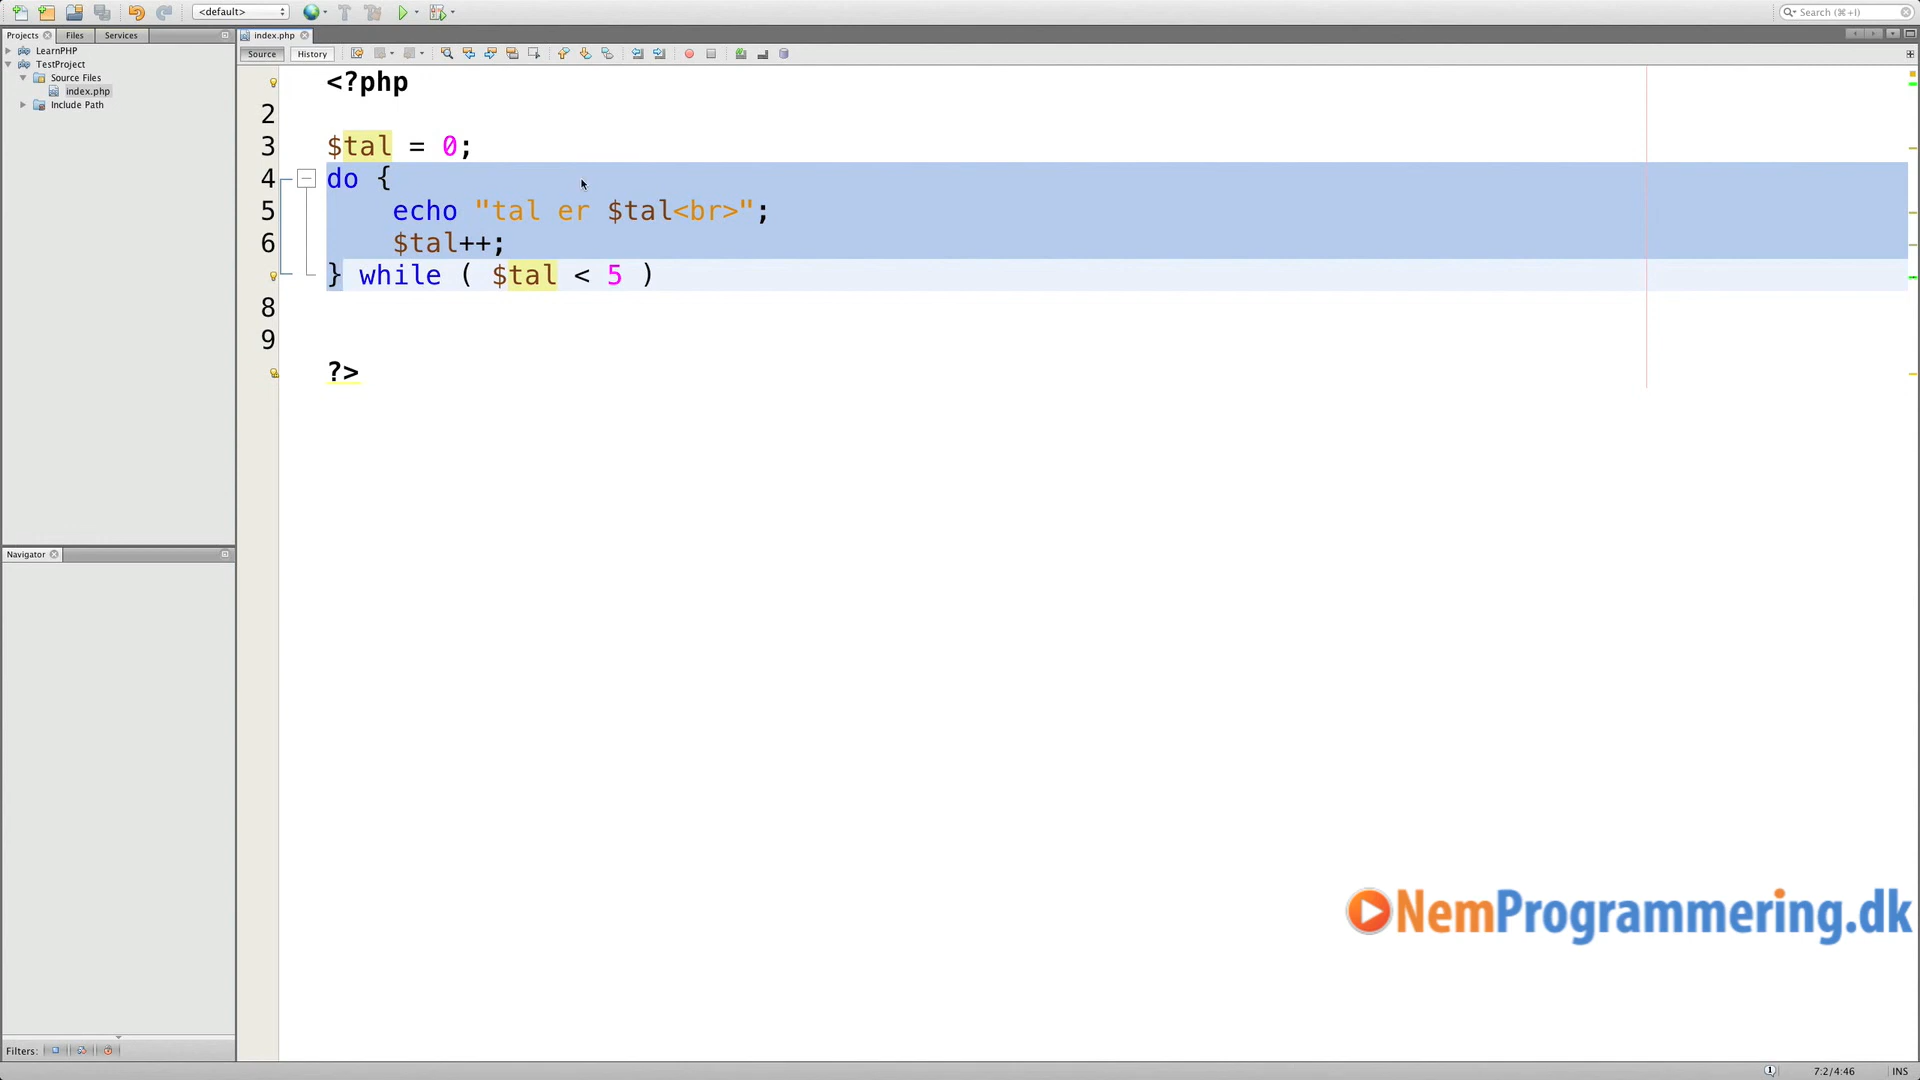 <default>
Search (⌘+I)
Projects
Files
Services
index.php
LearnPHP
Source
History
TestProject
Source Files
index.php
Include Path
<?php
2
3 $tal = 0;
4 do {
5 echo "tal er $tal<br>";
6 $tal++;
} while ( $tal < 5 )
8
9
?>
Navigator
NemProgrammering.dk
Filters:
7:2/4:46
INS